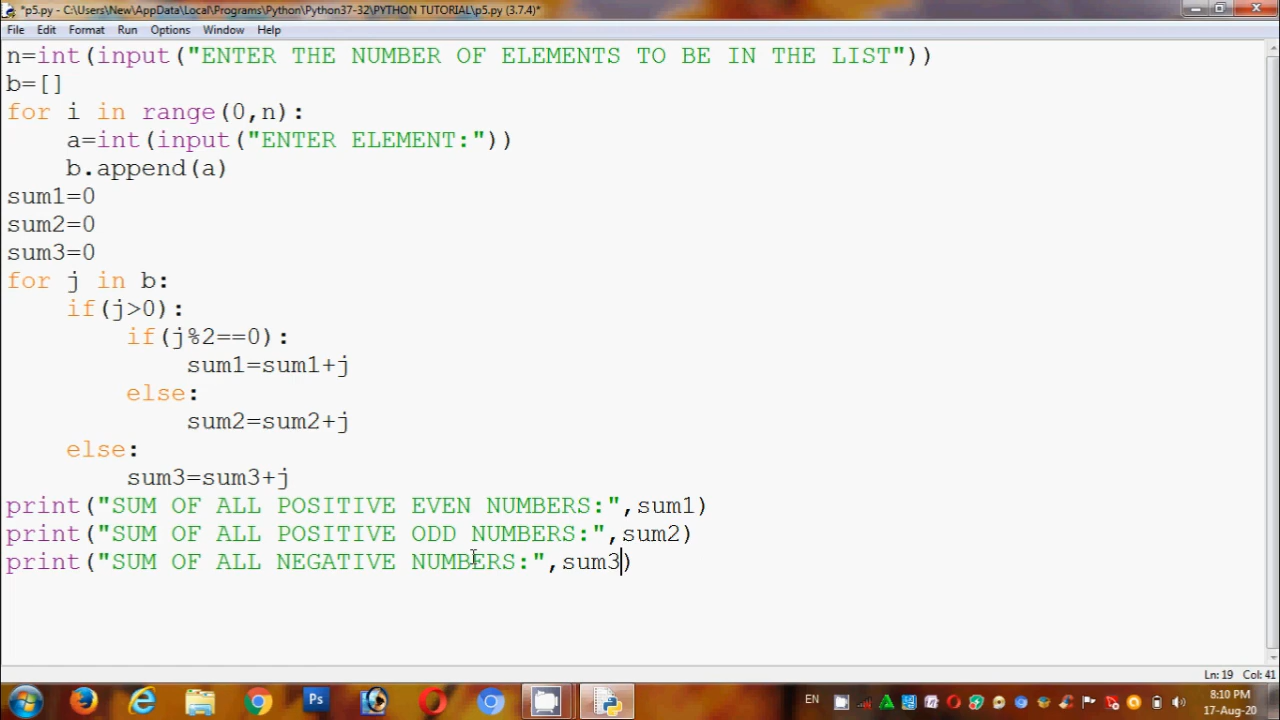 *p5.py - C:\Users\New\AppData\Local\Programs\Python\Python37-32\PYTHON TUTORIAL\p5.py (3.7.4)*
File Edit Format Run Options Window Help
n=int(input("ENTER THE NUMBER OF ELEMENTS TO BE IN THE LIST"))
b=[]
for i in range(0,n):
    a=int(input("ENTER ELEMENT:"))
    b.append(a)
sum1=0
sum2=0
sum3=0
for j in b:
    if(j>0):
        if(j%2==0):
            sum1=sum1+j
        else:
            sum2=sum2+j
    else:
        sum3=sum3+j
print("SUM OF ALL POSITIVE EVEN NUMBERS:",sum1)
print("SUM OF ALL POSITIVE ODD NUMBERS:",sum2)
print("SUM OF ALL NEGATIVE NUMBERS:",sum3)
Ln: 19 Col: 41
Ps
EN
8:10 PM
17-Aug-20